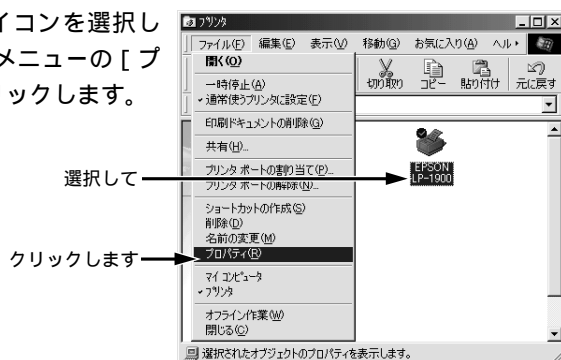 イコンを選択し
メニューの［プ
ックします。
選択して
クリックします
プリンタ
ファイル(F) 編集(E) 表示(V) 移動(G) お気に入り(A) ヘル
切り取り コピー 貼り付け 元に戻す
開く(O)
一時停止(A)
通常使うプリンタに設定(F)
印刷ドキュメントの削除(G)
共有(H)...
プリンタ ポートの割り当て(P)...
プリンタ ポートの解除(N)...
ショートカットの作成(S)
削除(D)
名前の変更(M)
プロパティ(R)
マイ コンピュータ
プリンタ
オフライン作業(W)
閉じる(C)
EPSON
LP-1900
選択されたオブジェクトのプロパティを表示します。